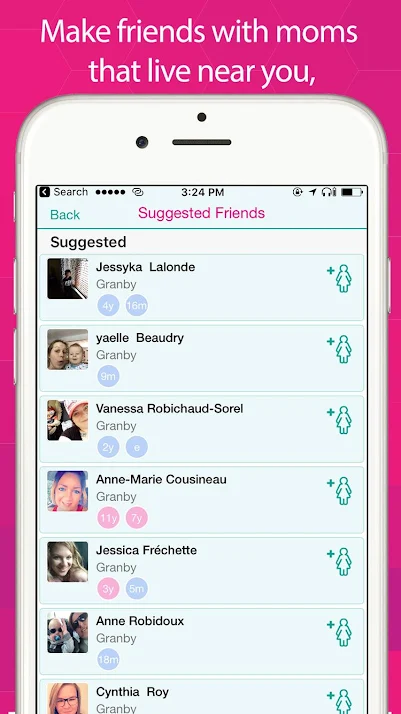 Make friends with moms
that live near you,
Search 3:24 PM
Back Suggested Friends
Suggested
Jessyka Lalonde
Granby
4y 16m
yaelle Beaudry
Granby
9m
Vanessa Robichaud-Sorel
Granby
2y e
Anne-Marie Cousineau
Granby
11y 7y
Jessica Fréchette
Granby
3y 5m
Anne Robidoux
Granby
18m
Cynthia Roy
Granby